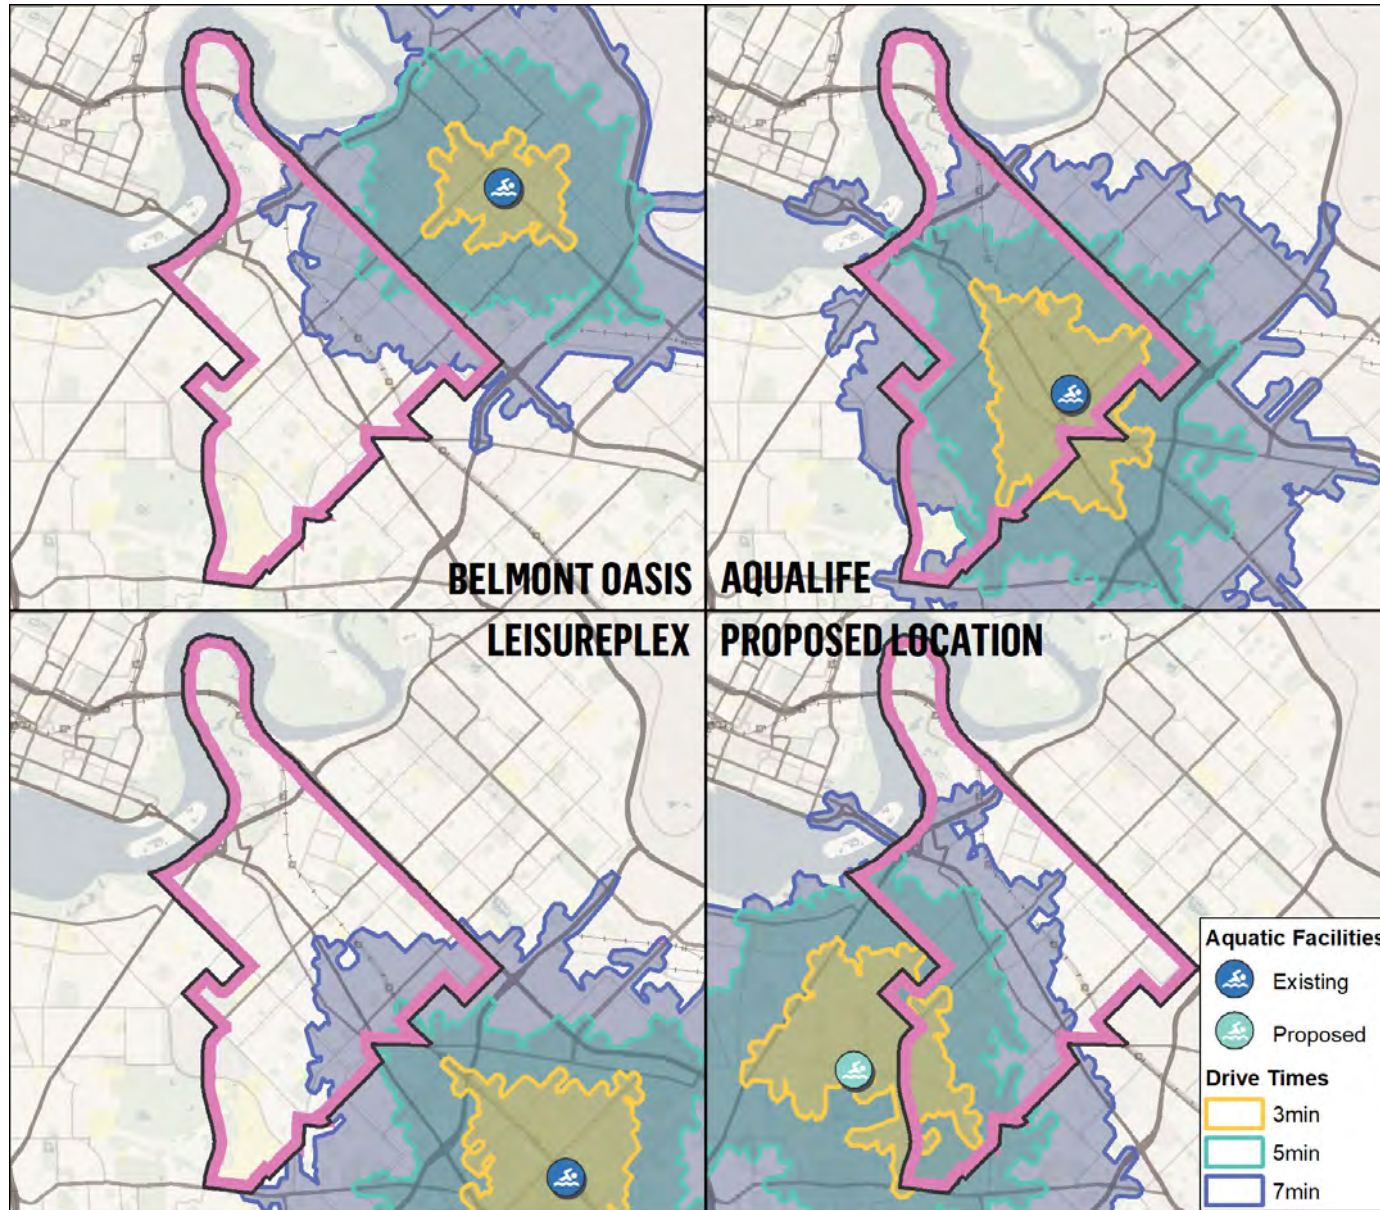 BELMONT OASIS
AQUALIFE
LEISUREPLEX
PROPOSED LOCATION
Aquatic Facilities
Existing
Proposed
Drive Times
3min
5min
7min